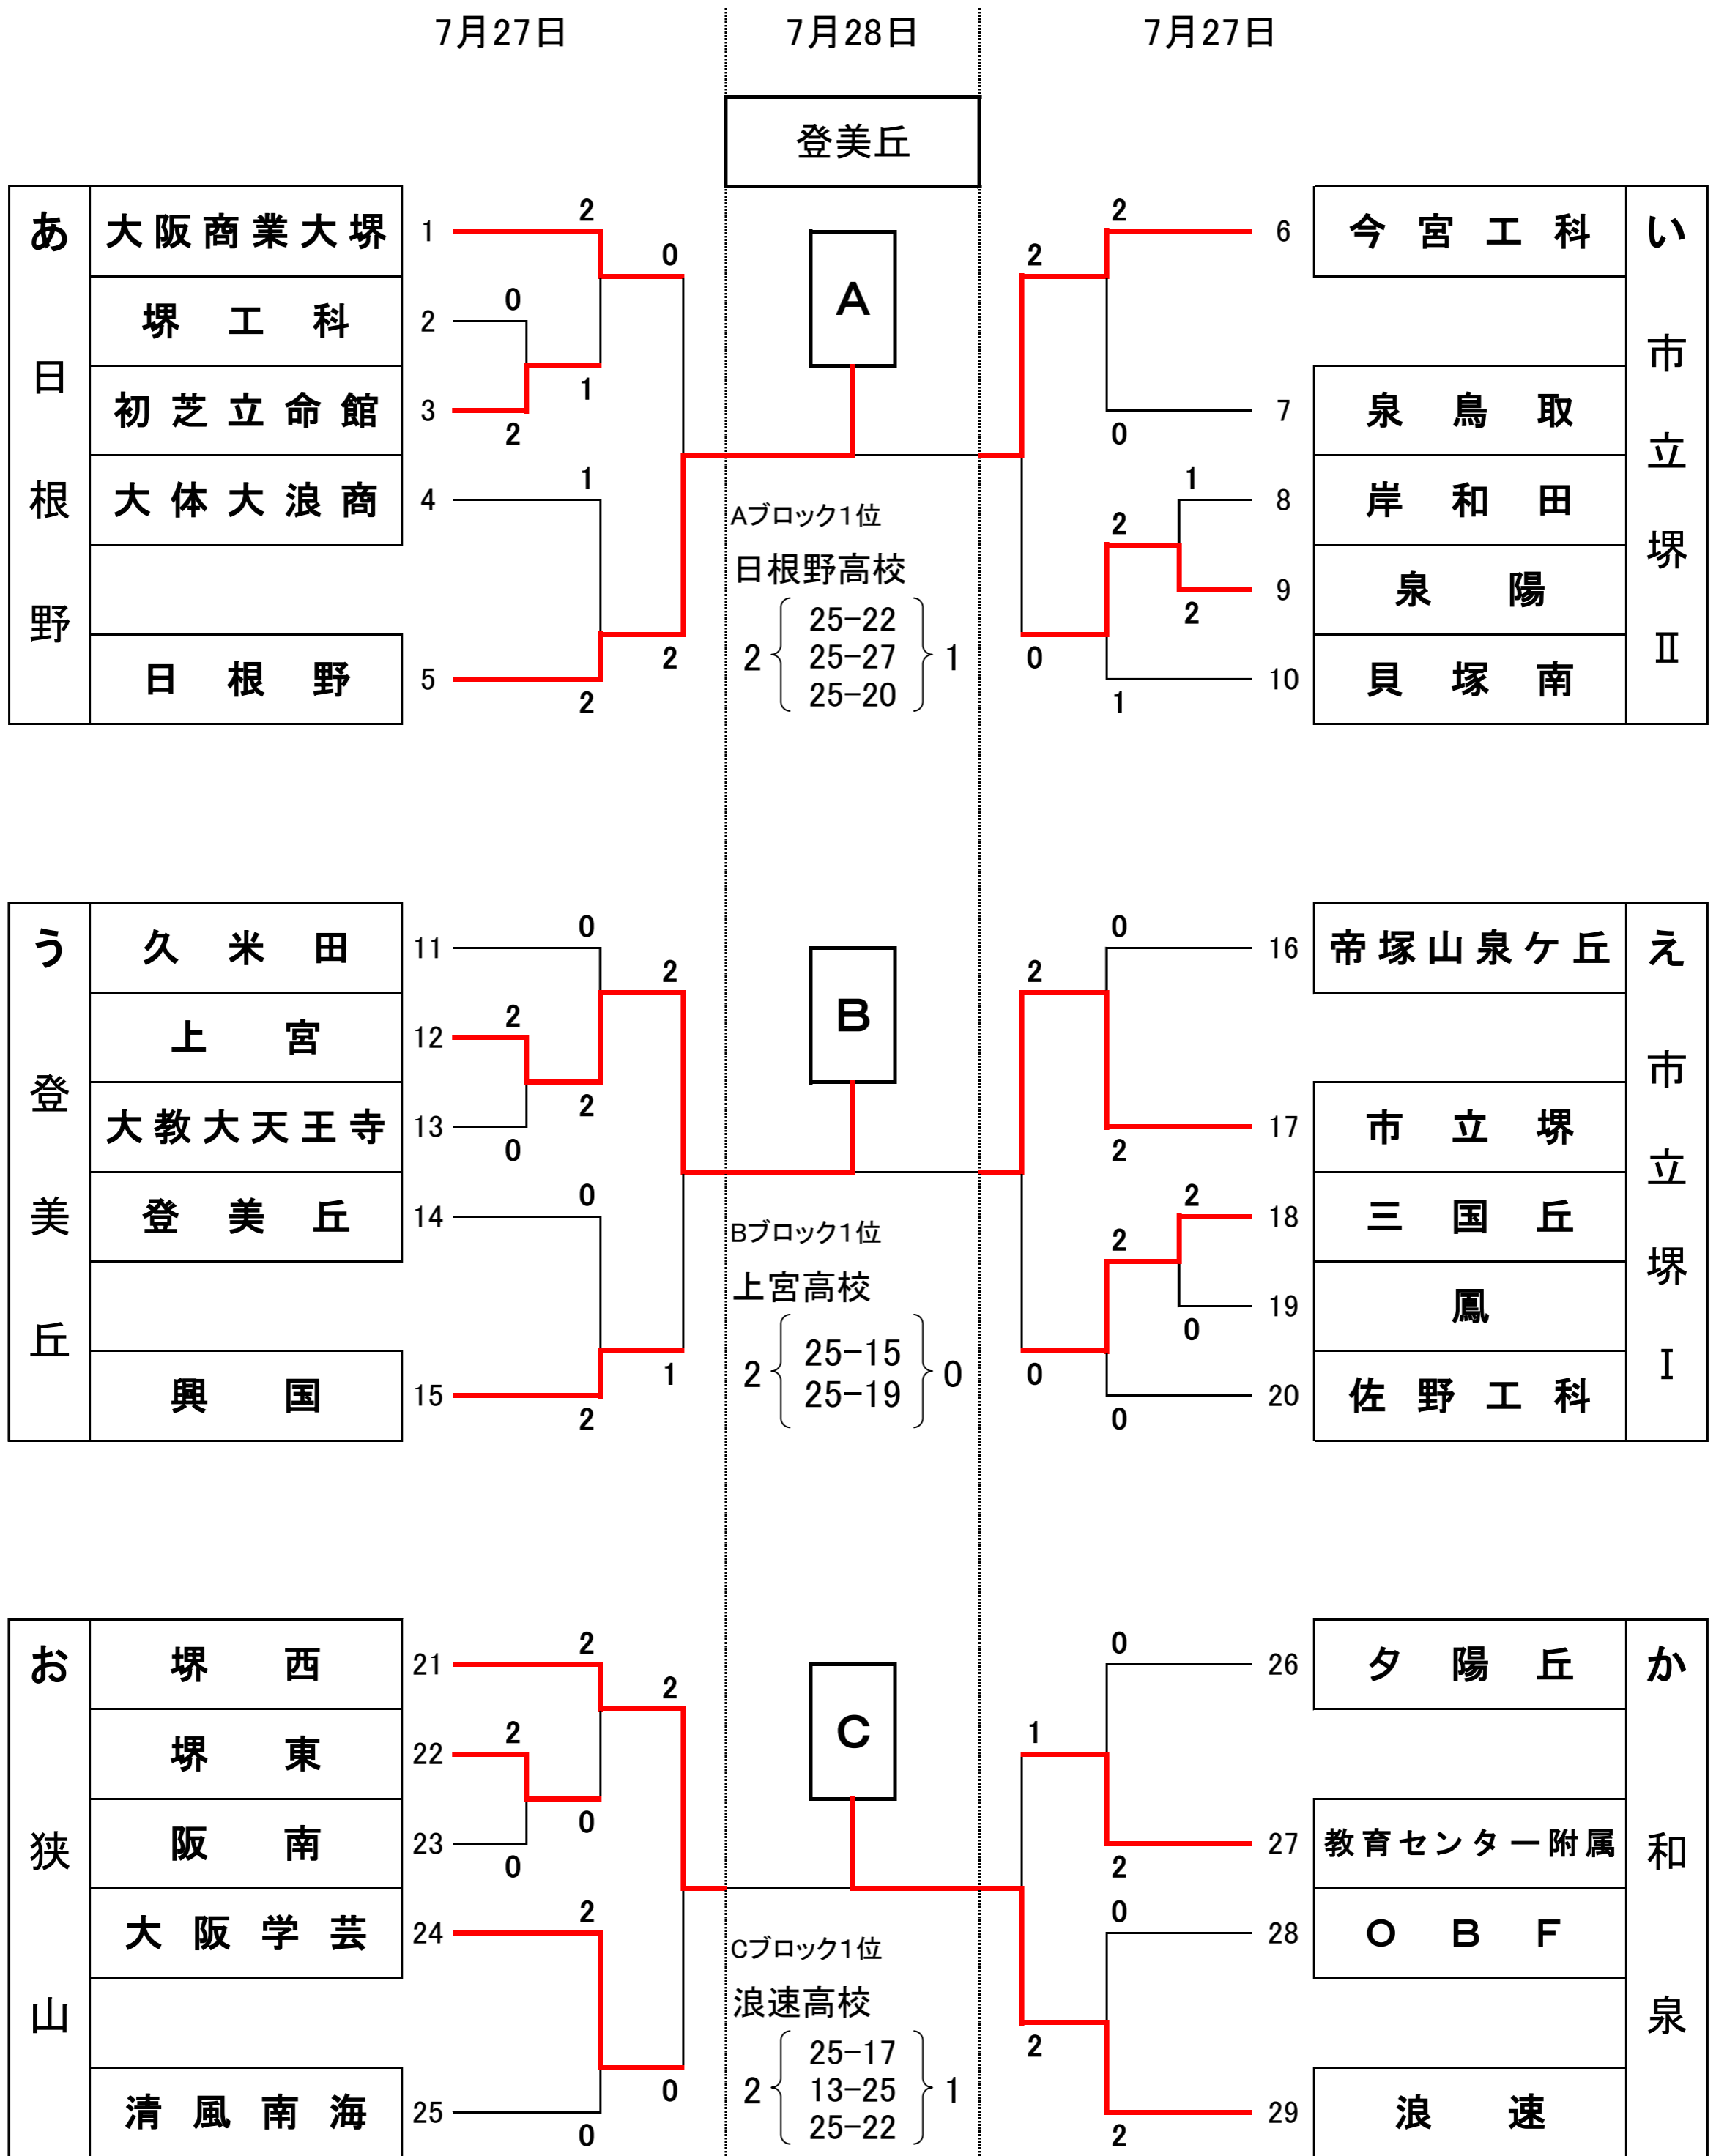 7月27日 7月28日 7月27日
登美丘
あ 日根野
大阪商業大堺 1 2
堺工科 2 0
初芝立命館 3 2
大体大浪商 4 1
日根野 5 2
0
1
2
A
Aブロック1位
日根野高校
2 25-22 1
25-27
25-20
2 6 今宮工科
0 7 泉鳥取
1 8 岸和田
2 9 泉陽
1 10 貝塚南
2
2
0
い 市立堺Ⅱ
う 登美丘
久米田 11 0
上宮 12 2
大教大天王寺 13 0
登美丘 14 0
興国 15 2
2
2
1
B
Bブロック1位
上宮高校
2 25-15 0
25-19
0 16 帝塚山泉ケ丘
2 17 市立堺
2 18 三国丘
0 19 鳳
0 20 佐野工科
2
2
0
え 市立堺Ⅰ
お 狭山
堺西 21 2
堺東 22 2
阪南 23 0
大阪学芸 24 2
清風南海 25 0
2
0
0
C
Cブロック1位
浪速高校
2 25-17 1
13-25
25-22
0 26 夕陽丘
2 27 教育センター附属
0 28 OBF
2 29 浪速
1
2
か 和泉